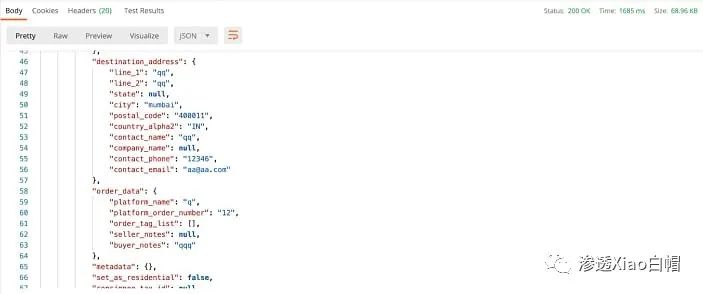 Body Cookies Headers (20) Test Results Status: 200 OK Time: 1685 ms Size: 68.96 KB
Pretty Raw Preview Visualize JSON
45 },
46 "destination_address": {
47 "line_1": "qq",
48 "line_2": "qq",
49 "state": null,
50 "city": "mumbai",
51 "postal_code": "400011",
52 "country_alpha2": "IN",
53 "contact_name": "qq",
54 "company_name": null,
55 "contact_phone": "12346",
56 "contact_email": "aa@aa.com"
57 },
58 "order_data": {
59 "platform_name": "q",
60 "platform_order_number": "12",
61 "order_tag_list": [],
62 "seller_notes": null,
63 "buyer_notes": "qqq"
64 },
65 "metadata": {},
66 "set_as_residential": false,
67 "consignee_tax_id": null
渗透Xiao白帽